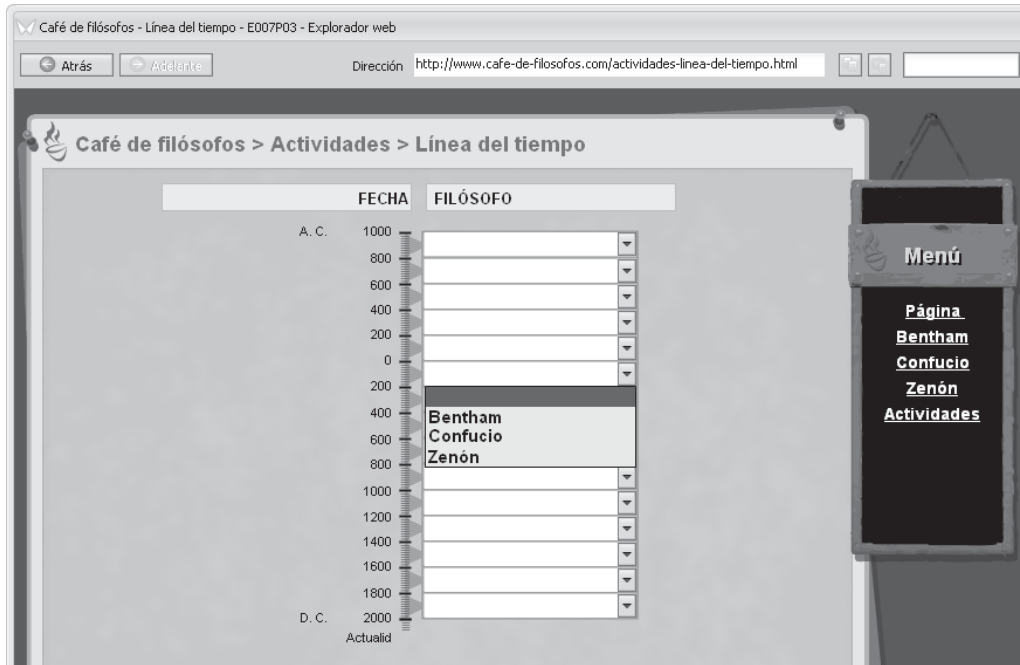 Café de filósofos - Línea del tiempo - E007P03 - Explorador web
Atrás Adelante Dirección http://www.cafe-de-filosofos.com/actividades-linea-del-tiempo.html
Café de filósofos > Actividades > Línea del tiempo
FECHA FILÓSOFO
A. C. 1000
800
600
400
200
0
200
400
600
800
1000
1200
1400
1600
1800
D. C. 2000
Actualid
Bentham
Confucio
Zenón
Menú
Página
Bentham
Confucio
Zenón
Actividades